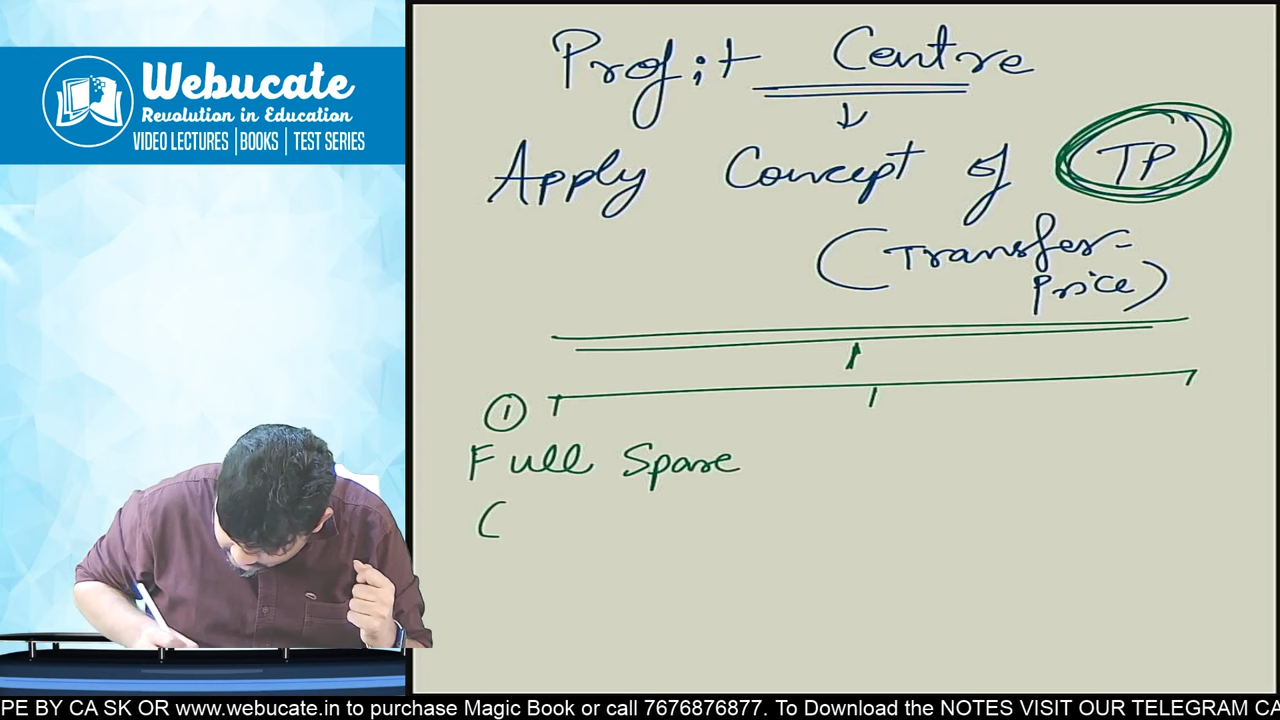 Webucate
Revolution in Education
VIDEO LECTURES | BOOKS | TEST SERIES
Profit Centre
Apply Concept of TP
(Transfer-
Price)
①
Full Spare
C
PE BY CA SK OR www.webucate.in to purchase Magic Book or call 7676876877. To Download the NOTES VISIT OUR TELEGRAM CA